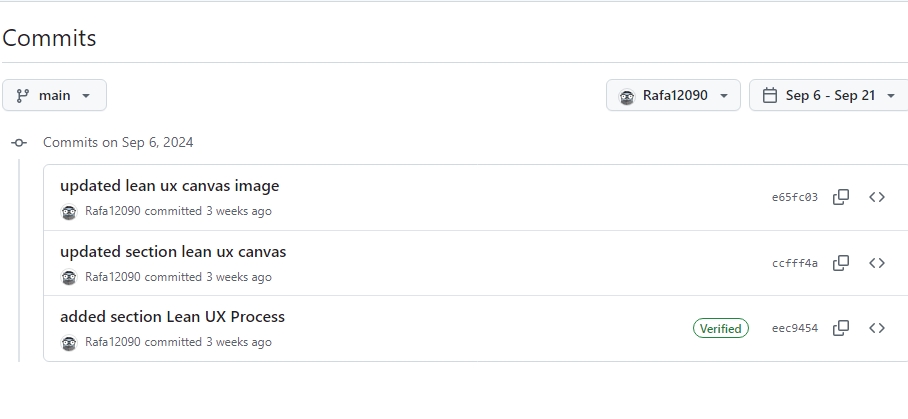 Commits
main
Rafa12090
Sep 6 - Sep 21
Commits on Sep 6, 2024
updated lean ux canvas image
Rafa12090 committed 3 weeks ago
e65fc03
updated section lean ux canvas
Rafa12090 committed 3 weeks ago
ccfff4a
added section Lean UX Process
Rafa12090 committed 3 weeks ago
Verified
eec9454